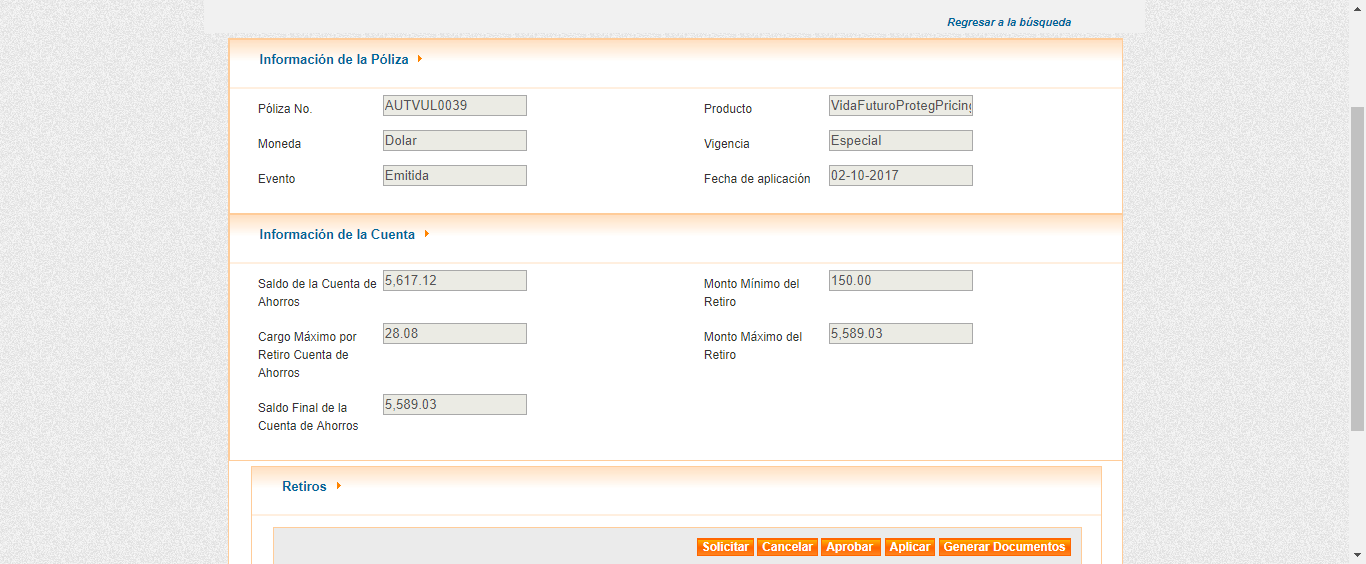 Regresar a la búsqueda
Información de la Póliza
Póliza No. AUTVUL0039 Producto VidaFuturoProtegPricing
Moneda Dolar Vigencia Especial
Evento Emitida Fecha de aplicación 02-10-2017
Información de la Cuenta
Saldo de la Cuenta de 5,617.12 Monto Mínimo del 150.00
Ahorros Retiro
Cargo Máximo por 28.08 Monto Máximo del 5,589.03
Retiro Cuenta de Retiro
Ahorros
Saldo Final de la 5,589.03
Cuenta de Ahorros
Retiros
Solicitar Cancelar Aprobar Aplicar Generar Documentos